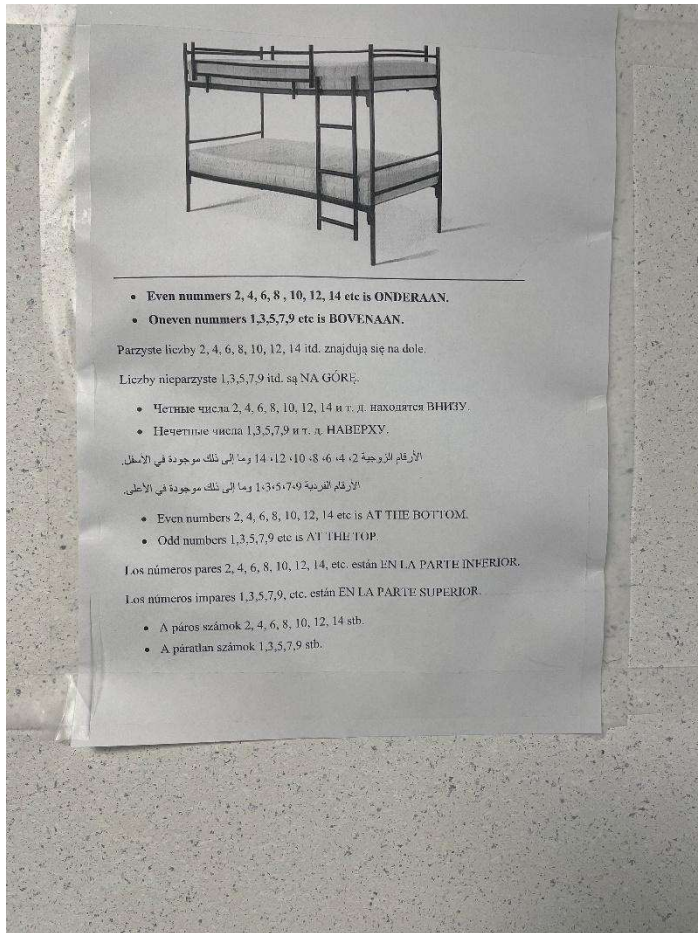 • Even nummers 2, 4, 6, 8 , 10, 12, 14 etc is ONDERAAN.
• Oneven nummers 1,3,5,7,9 etc is BOVENAAN.
Parzyste liczby 2, 4, 6, 8, 10, 12, 14 itd. znajdują się na dole.
Liczby nieparzyste 1,3,5,7,9 itd. są NA GÓRĘ.
• Четные числа 2, 4, 6, 8, 10, 12, 14 и т. д. находятся ВНИЗУ.
• Нечетные числа 1,3,5,7,9 и т. д. НАВЕРХУ.
الأرقام الزوجية 2، 4، 6، 8، 10، 12، 14 وما إلى ذلك موجودة في الأسفل.
الأرقام الفردية 1،3،5،7،9 وما إلى ذلك موجودة في الأعلى.
• Even numbers 2, 4, 6, 8, 10, 12, 14 etc is AT THE BOTTOM.
• Odd numbers 1,3,5,7,9 etc is AT THE TOP.
Los números pares 2, 4, 6, 8, 10, 12, 14, etc. están EN LA PARTE INFERIOR.
Los números impares 1,3,5,7,9, etc. están EN LA PARTE SUPERIOR.
• A páros számok 2, 4, 6, 8, 10, 12, 14 stb.
• A páratlan számok 1,3,5,7,9 stb.